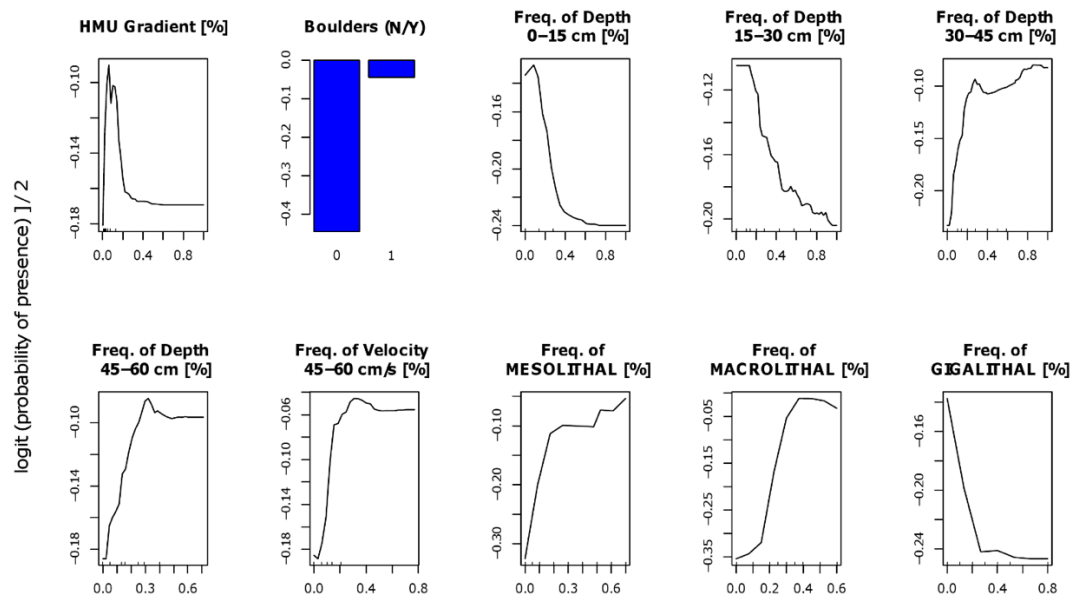 logit (probability of presence) ] / 2
HMU Gradient [%]
−0.18 −0.14 −0.10
0.0 0.4 0.8
Boulders (N/Y)
−0.4 −0.3 −0.2 −0.1 0.0
0 1
Freq. of Depth
0−15 cm [%]
−0.24 −0.20 −0.16
0.0 0.4 0.8
Freq. of Depth
15−30 cm [%]
−0.20 −0.16 −0.12
0.0 0.4 0.8
Freq. of Depth
30−45 cm [%]
−0.20 −0.15 −0.10
0.0 0.4 0.8
Freq. of Depth
45−60 cm [%]
−0.18 −0.14 −0.10
0.0 0.3 0.6
Freq. of Velocity
45−60 cm/s [%]
−0.18 −0.14 −0.10 −0.06
0.0 0.4 0.8
Freq. of
MESOLITHAL [%]
−0.30 −0.20 −0.10
0.0 0.2 0.4 0.6
Freq. of
MACROLITHAL [%]
−0.35 −0.25 −0.15 −0.05
0.0 0.2 0.4 0.6
Freq. of
GIGALITHAL [%]
−0.24 −0.20 −0.16
0.0 0.4 0.8